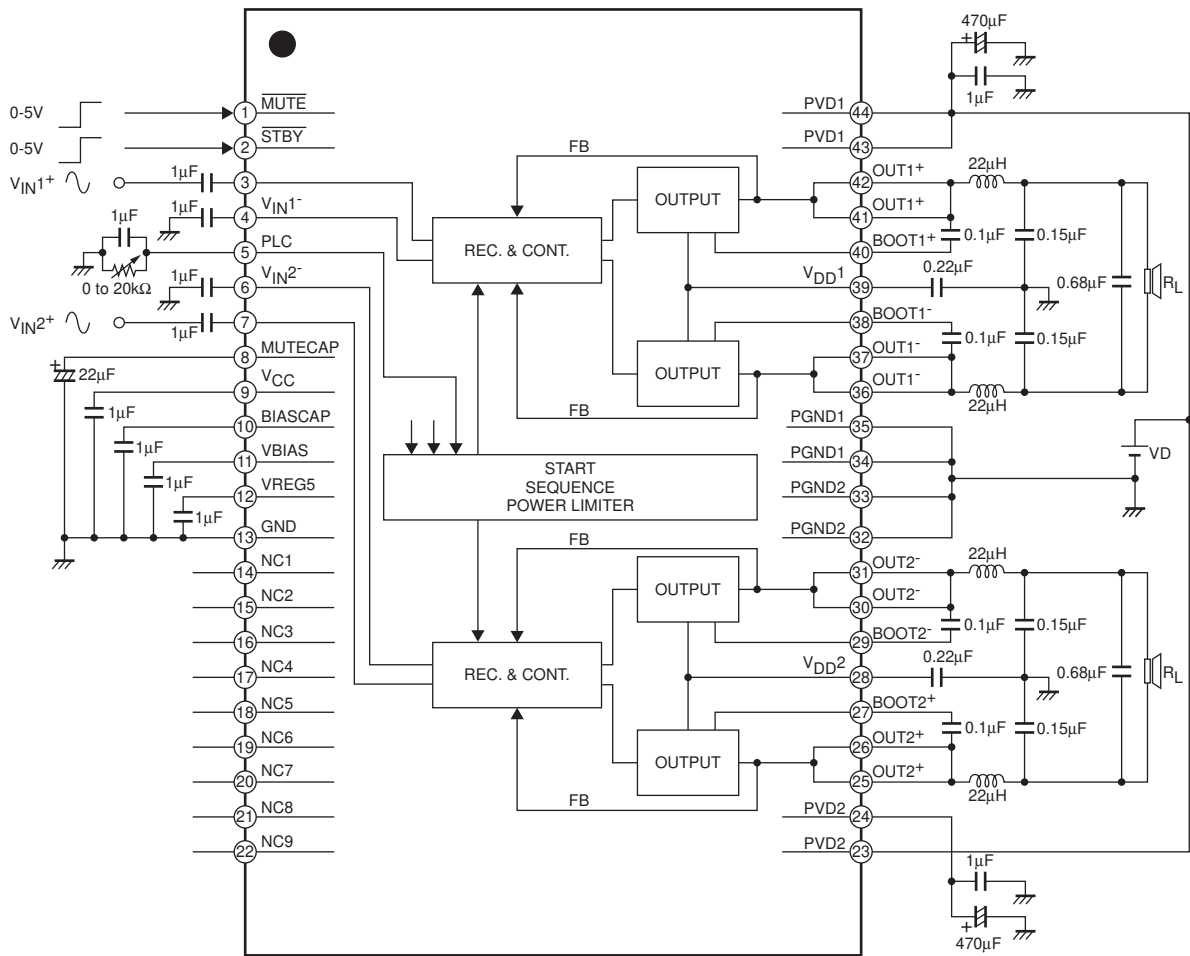 470µF
+
1µF
0-5V
1 MUTE
PVD1 44
0-5V
2 STBY
PVD1 43
FB
VIN1+
1µF
3
OUTPUT
OUT1+ 42
22µH
1µF
4 VIN1-
OUT1+ 41
1µF
5 PLC
REC. & CONT.
BOOT1+ 40
0.1µF
0.15µF
0 to 20kΩ
1µF
6 VIN2-
VDD1 39
0.22µF
0.68µF
RL
VIN2+
1µF
7
BOOT1- 38
8 MUTECAP
OUTPUT
OUT1- 37
0.1µF
0.15µF
+
22µF
9 VCC
OUT1- 36
22µH
FB
1µF
10 BIASCAP
PGND1 35
1µF
11 VBIAS
PGND1 34
VD
START
SEQUENCE
POWER LIMITER
1µF
12 VREG5
PGND2 33
1µF
13 GND
PGND2 32
FB
14 NC1
OUTPUT
OUT2- 31
22µH
15 NC2
OUT2- 30
16 NC3
BOOT2- 29
0.1µF
0.15µF
REC. & CONT.
17 NC4
VDD2 28
0.22µF
0.68µF
RL
18 NC5
BOOT2+ 27
0.1µF
0.15µF
19 NC6
OUTPUT
OUT2+ 26
20 NC7
OUT2+ 25
22µH
FB
21 NC8
PVD2 24
22 NC9
PVD2 23
1µF
+
470µF